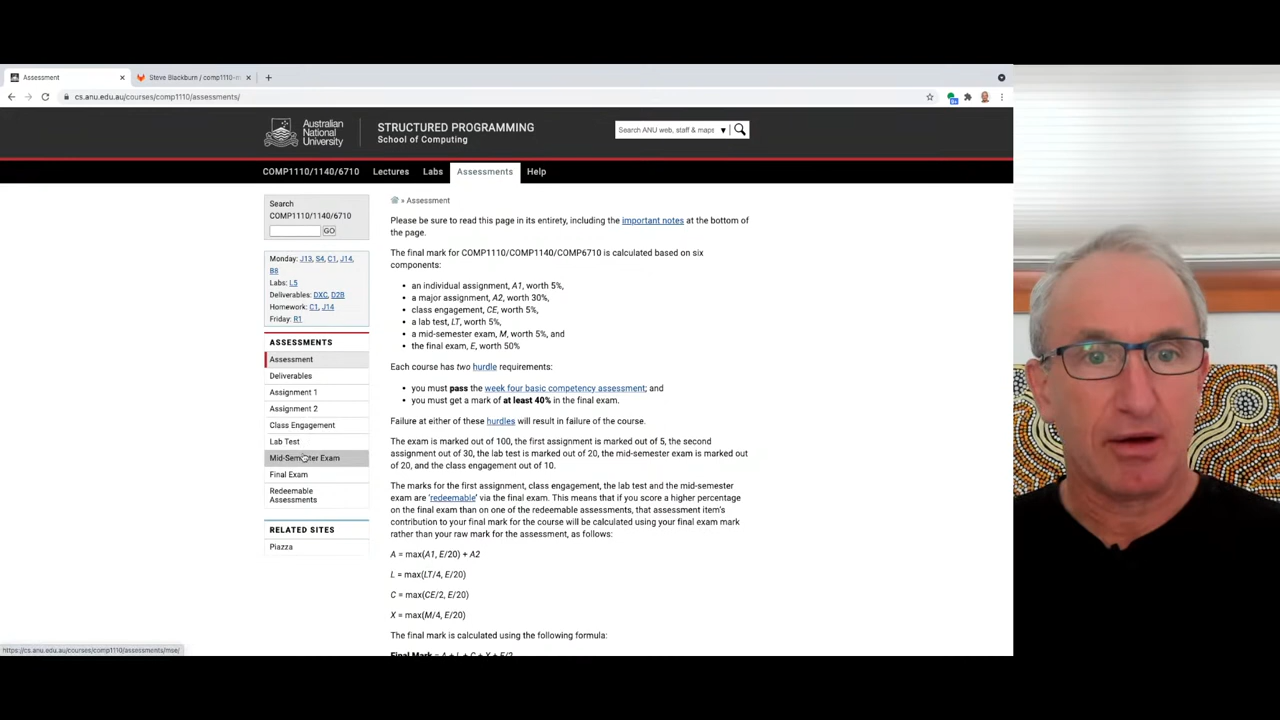 Assessment
Steve Blackburn / comp1110-m
cs.anu.edu.au/courses/comp1110/assessments/
Australian
National
University
STRUCTURED PROGRAMMING
School of Computing
Search ANU web, staff & maps
COMP1110/1140/6710
Lectures
Labs
Assessments
Help
Search
COMP1110/1140/6710
GO
Monday: J13, S4, C1, J14,
B8
Labs: L5
Deliverables: DXC, D2B
Homework: C1, J14
Friday: R1
ASSESSMENTS
Assessment
Deliverables
Assignment 1
Assignment 2
Class Engagement
Lab Test
Mid-Semester Exam
Final Exam
Redeemable
Assessments
RELATED SITES
Piazza
» Assessment
Please be sure to read this page in its entirety, including the important notes at the bottom of
the page.
The final mark for COMP1110/COMP1140/COMP6710 is calculated based on six
components:
• an individual assignment, A1, worth 5%,
• a major assignment, A2, worth 30%,
• class engagement, CE, worth 5%,
• a lab test, LT, worth 5%,
• a mid-semester exam, M, worth 5%, and
• the final exam, E, worth 50%
Each course has two hurdle requirements:
• you must pass the week four basic competency assessment; and
• you must get a mark of at least 40% in the final exam.
Failure at either of these hurdles will result in failure of the course.
The exam is marked out of 100, the first assignment is marked out of 5, the second
assignment out of 30, the lab test is marked out of 20, the mid-semester exam is marked out
of 20, and the class engagement out of 10.
The marks for the first assignment, class engagement, the lab test and the mid-semester
exam are 'redeemable' via the final exam. This means that if you score a higher percentage
on the final exam than on one of the redeemable assessments, that assessment item's
contribution to your final mark for the course will be calculated using your final exam mark
rather than your raw mark for the assessment, as follows:
A = max(A1, E/20) + A2
L = max(LT/4, E/20)
C = max(CE/2, E/20)
X = max(M/4, E/20)
The final mark is calculated using the following formula:
Final Mark = A + L + C + X + E/2
https://cs.anu.edu.au/courses/comp1110/assessments/mse/